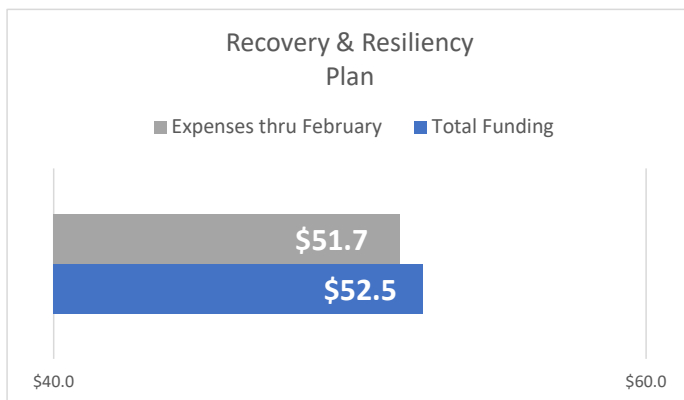 Recovery & Resiliency
Plan
Expenses thru February Total Funding
$51.7
$52.5
$40.0 $60.0